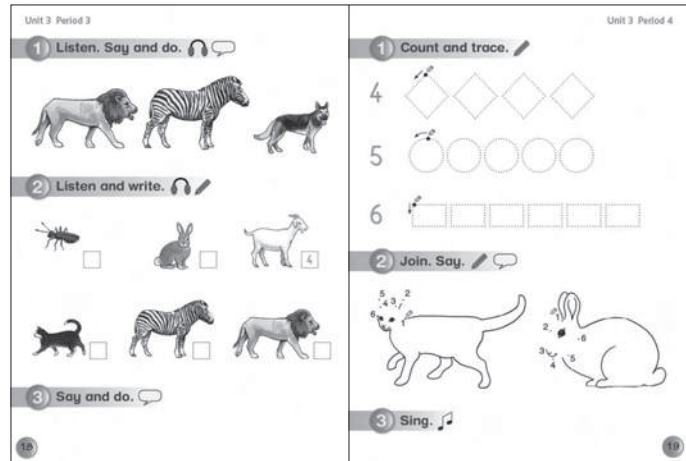 Unit 3 Period 3
1 Listen. Say and do.
2 Listen and write.
4
3 Say and do.
18
Unit 3 Period 4
1 Count and trace.
4
5
6
2 Join. Say.
5 4 3 2
6 1
1
2
6
3
4 5
3 Sing.
19